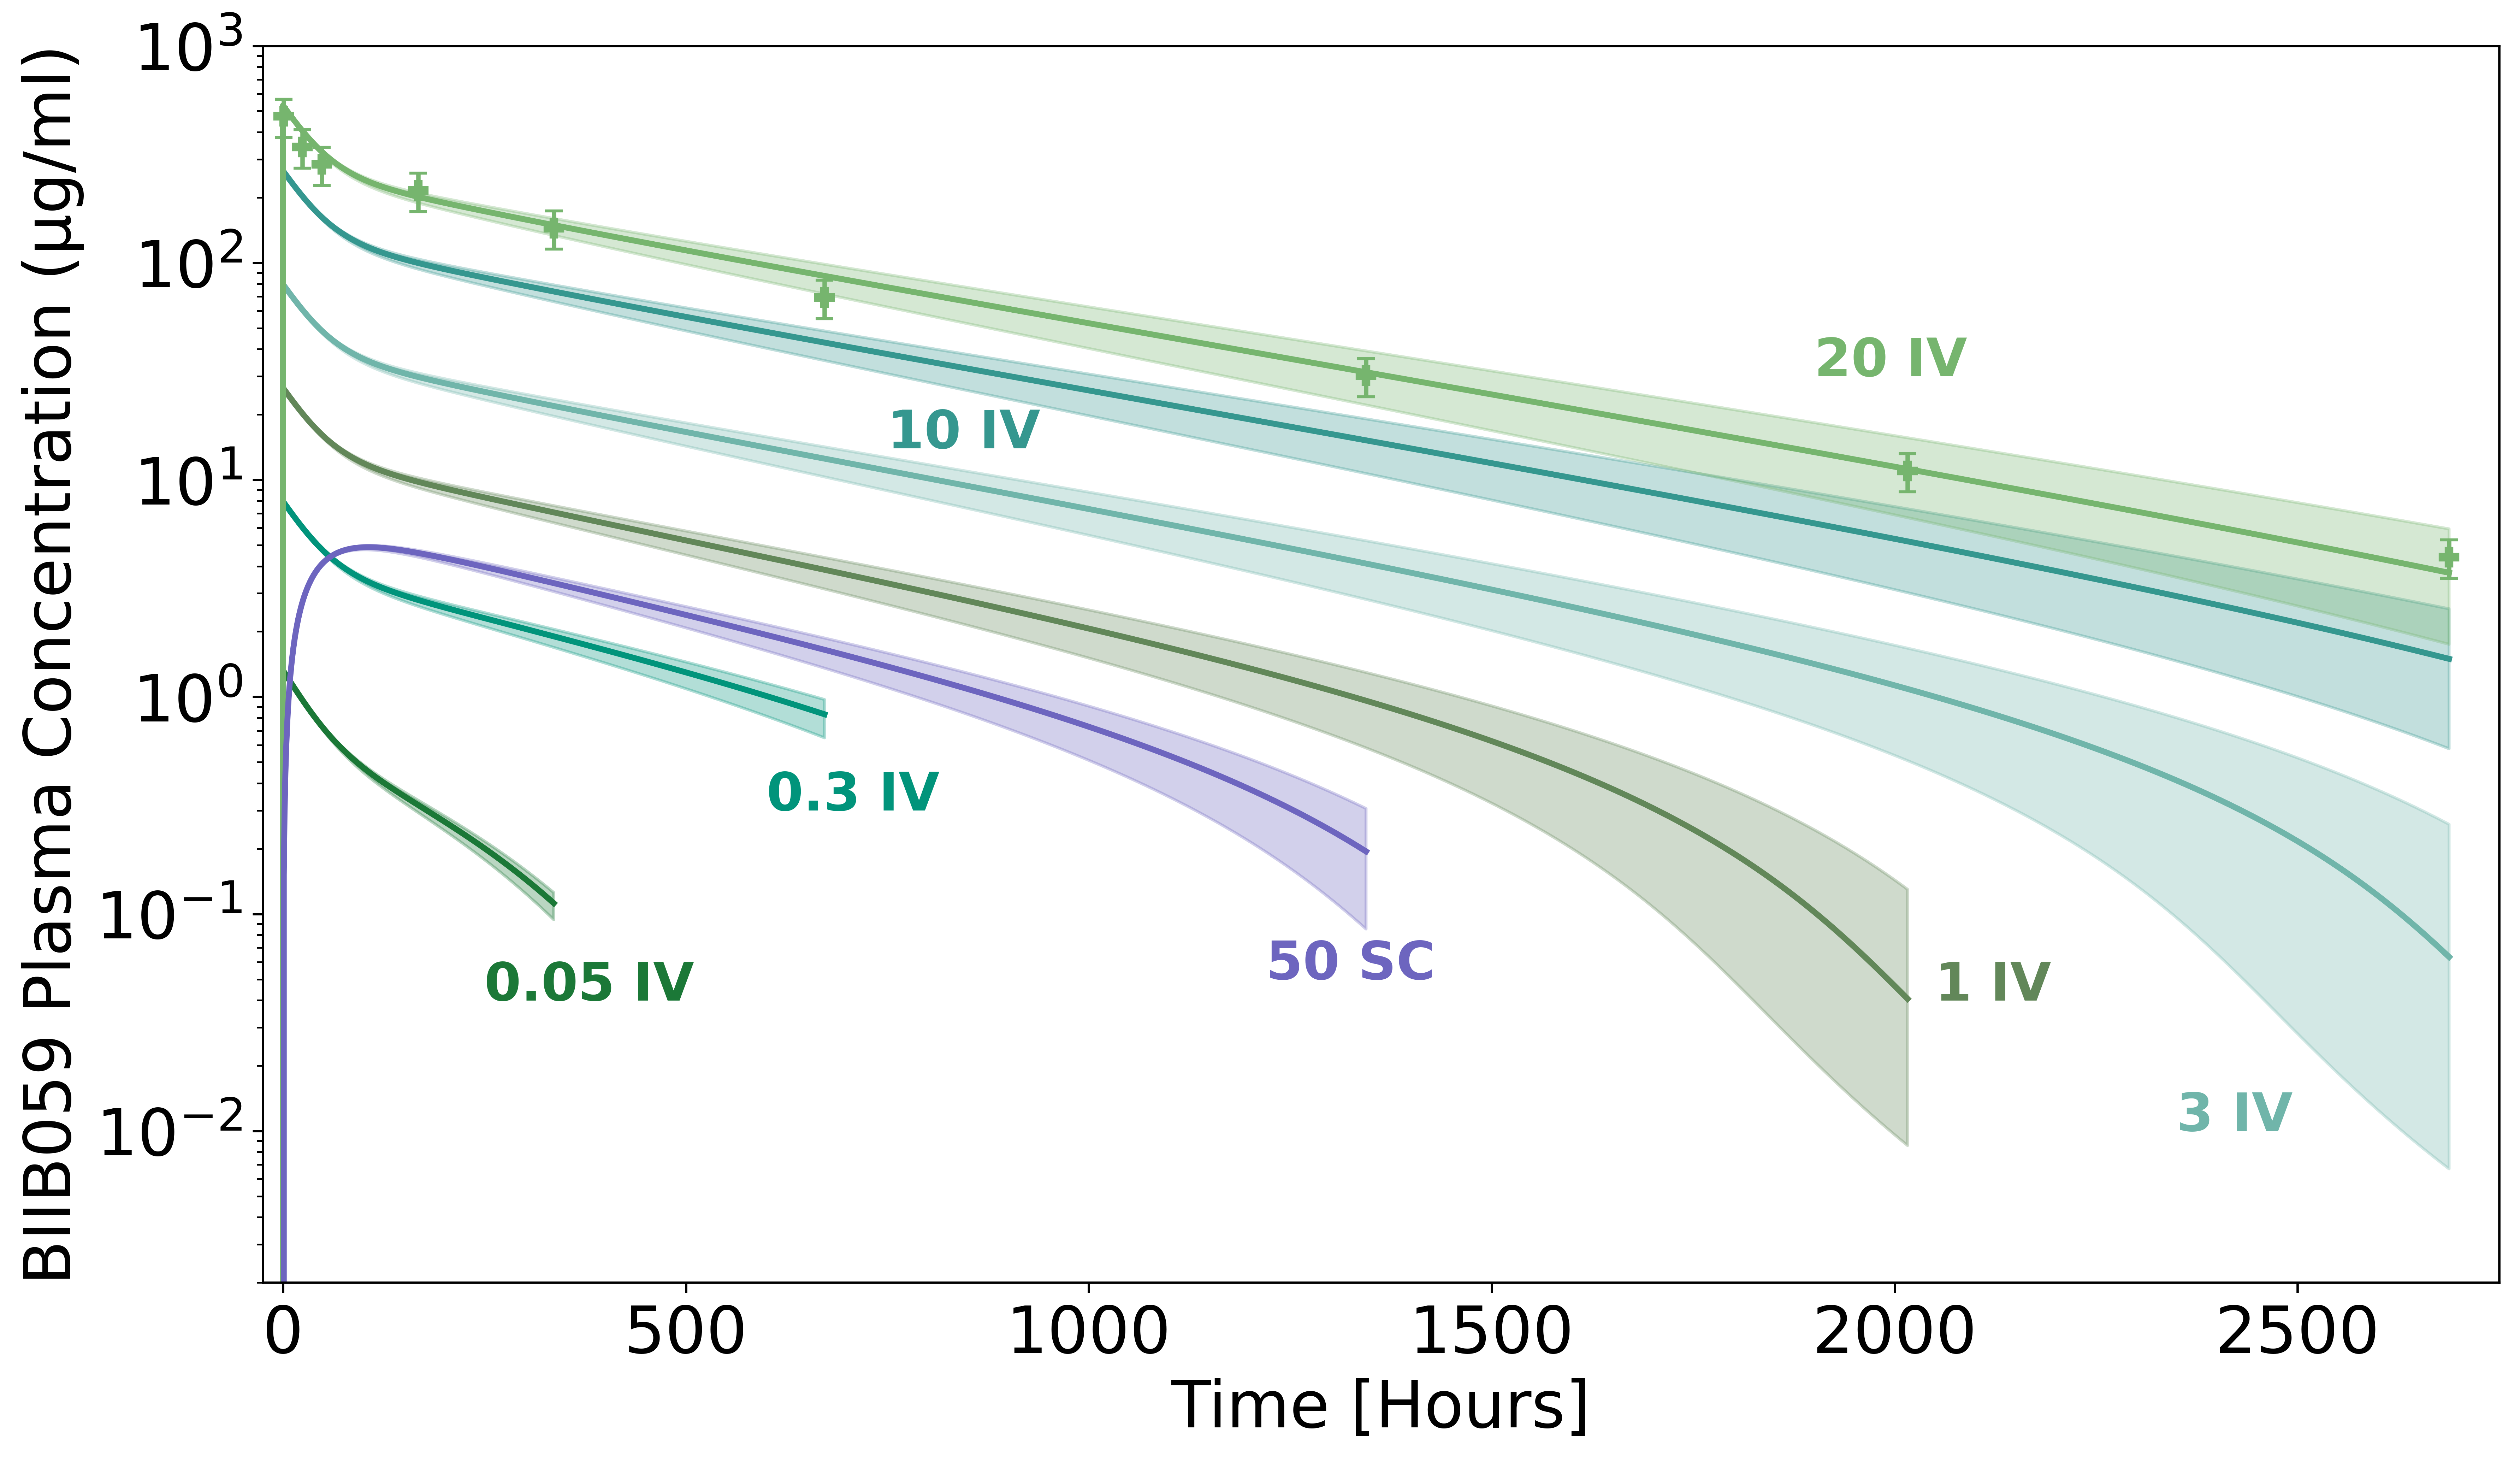 BIIB059 Plasma Concentration (µg/ml)
10³
10²
10¹
10⁰
10⁻¹
10⁻²
20 IV
10 IV
0.3 IV
50 SC
0.05 IV
1 IV
3 IV
0 500 1000 1500 2000 2500
Time [Hours]